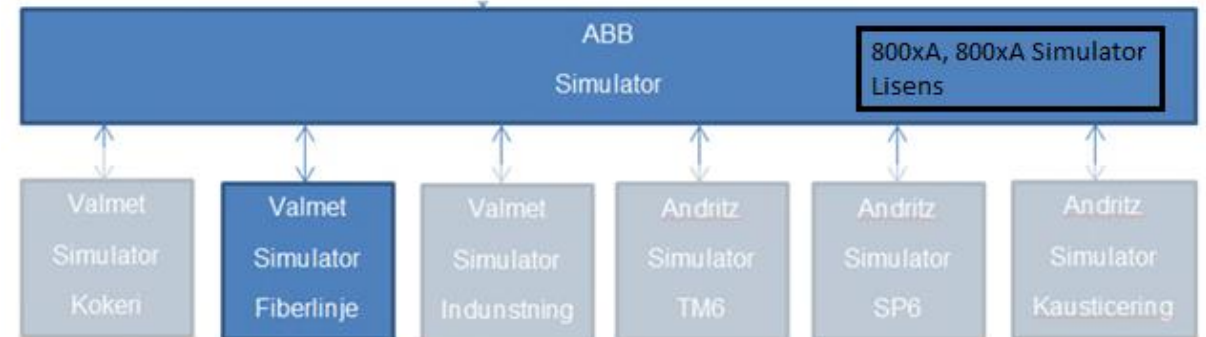 ABB
Simulator
800xA, 800xA Simulator
Lisens
Valmet
Simulator
Kokeri
Valmet
Simulator
Fiberlinje
Valmet
Simulator
Indunstning
Andritz
Simulator
TM6
Andritz
Simulator
SP6
Andritz
Simulator
Kausticering